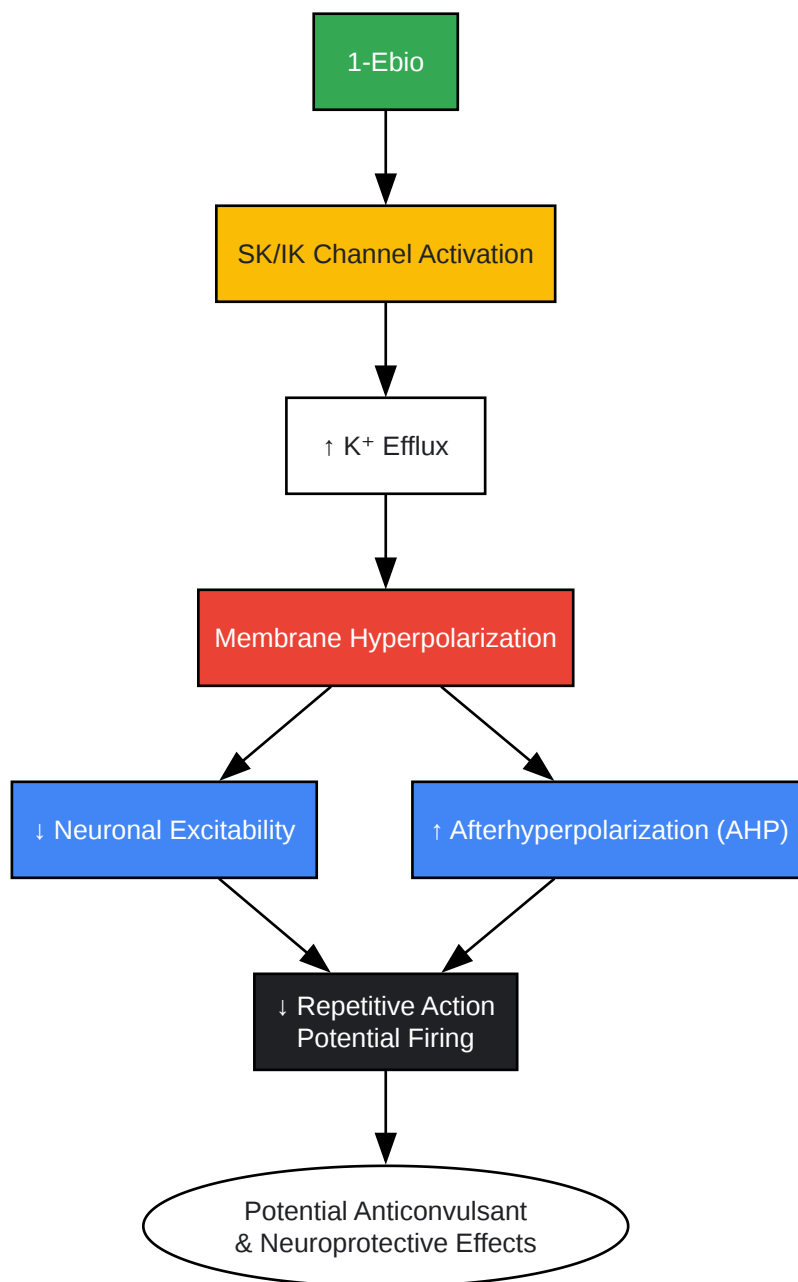 1-Ebio
SK/IK Channel Activation
↑ K⁺ Efflux
Membrane Hyperpolarization
↓ Neuronal Excitability
↑ Afterhyperpolarization (AHP)
↓ Repetitive Action
Potential Firing
Potential Anticonvulsant
& Neuroprotective Effects